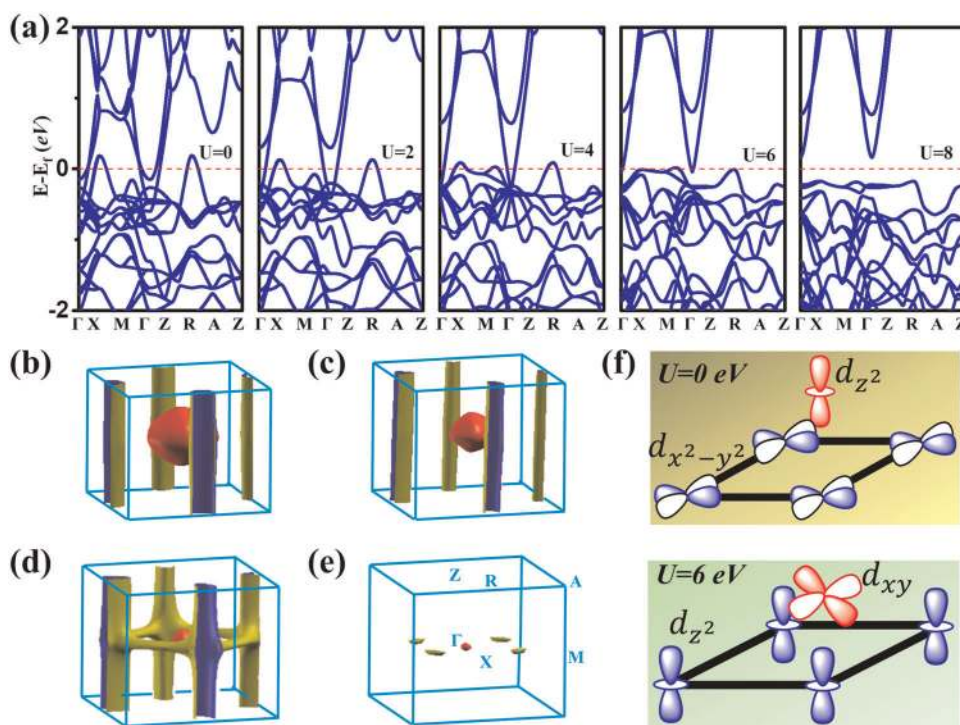 (a)
E-E_f (eV)
2
0
-2
U=0
U=2
U=4
U=6
U=8
Γ X M Γ Z R A Z
Γ X M Γ Z R A Z
Γ X M Γ Z R A Z
Γ X M Γ Z R A Z
Γ X M Γ Z R A Z
(b)
(c)
(f)
U=0 eV
d_{z^2}
d_{x^2-y^2}
(d)
(e)
Z
R
A
Γ
X
M
U=6 eV
d_{xy}
d_{z^2}